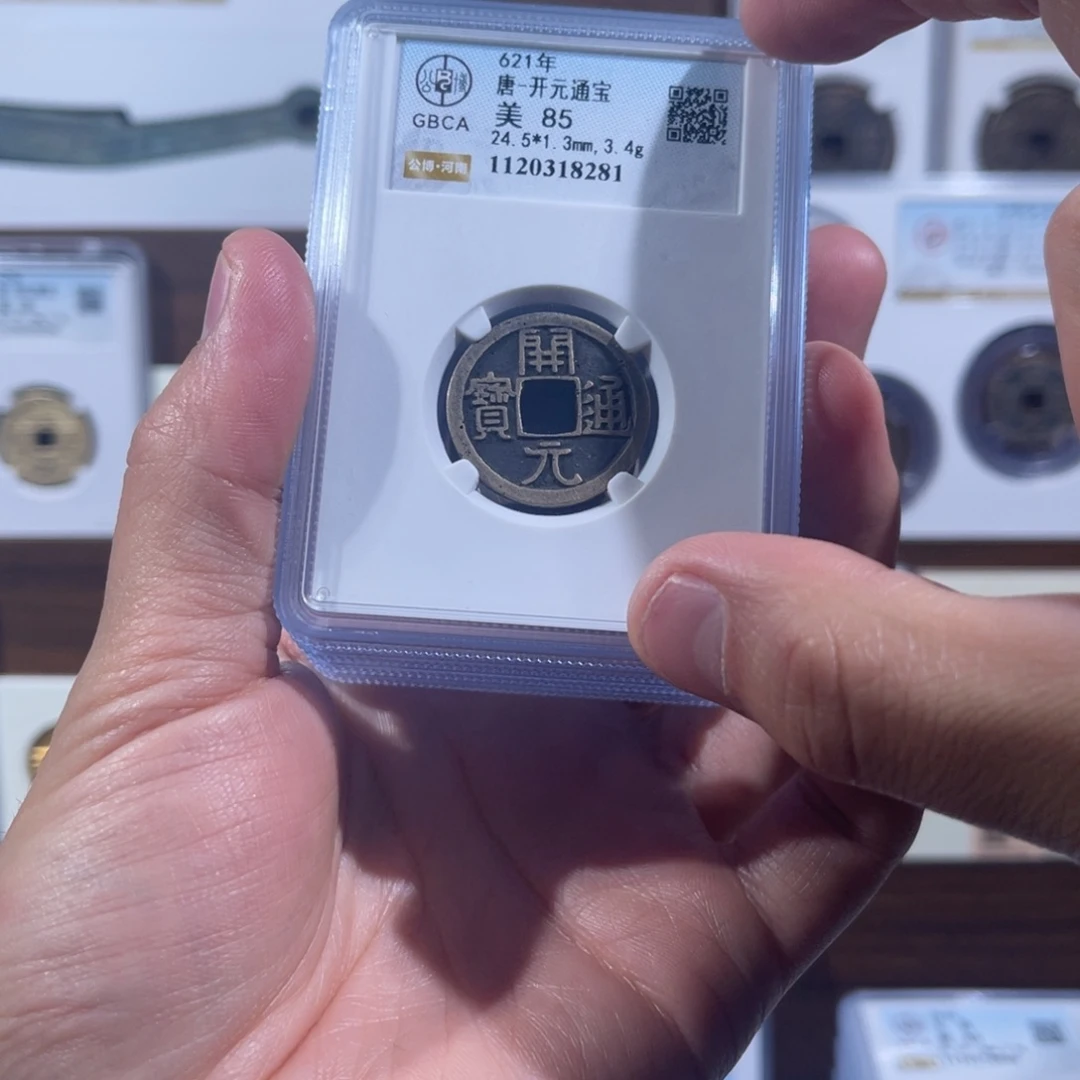 621年
唐-开元通宝
美 85
24.5*1.3mm, 3.4g
1120318281
GBCA
公博·河南
開元通寶